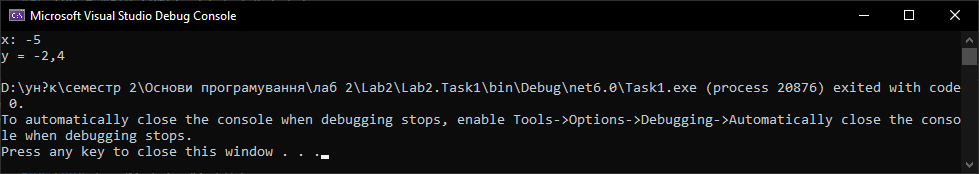 Microsoft Visual Studio Debug Console
x: -5
y = -2,4
D:\ун?к\семестр 2\Основи програмування\лаб 2\Lab2\Lab2.Task1\bin\Debug\net6.0\Task1.exe (process 20876) exited with code
 0.
To automatically close the console when debugging stops, enable Tools->Options->Debugging->Automatically close the conso
le when debugging stops.
Press any key to close this window . . .